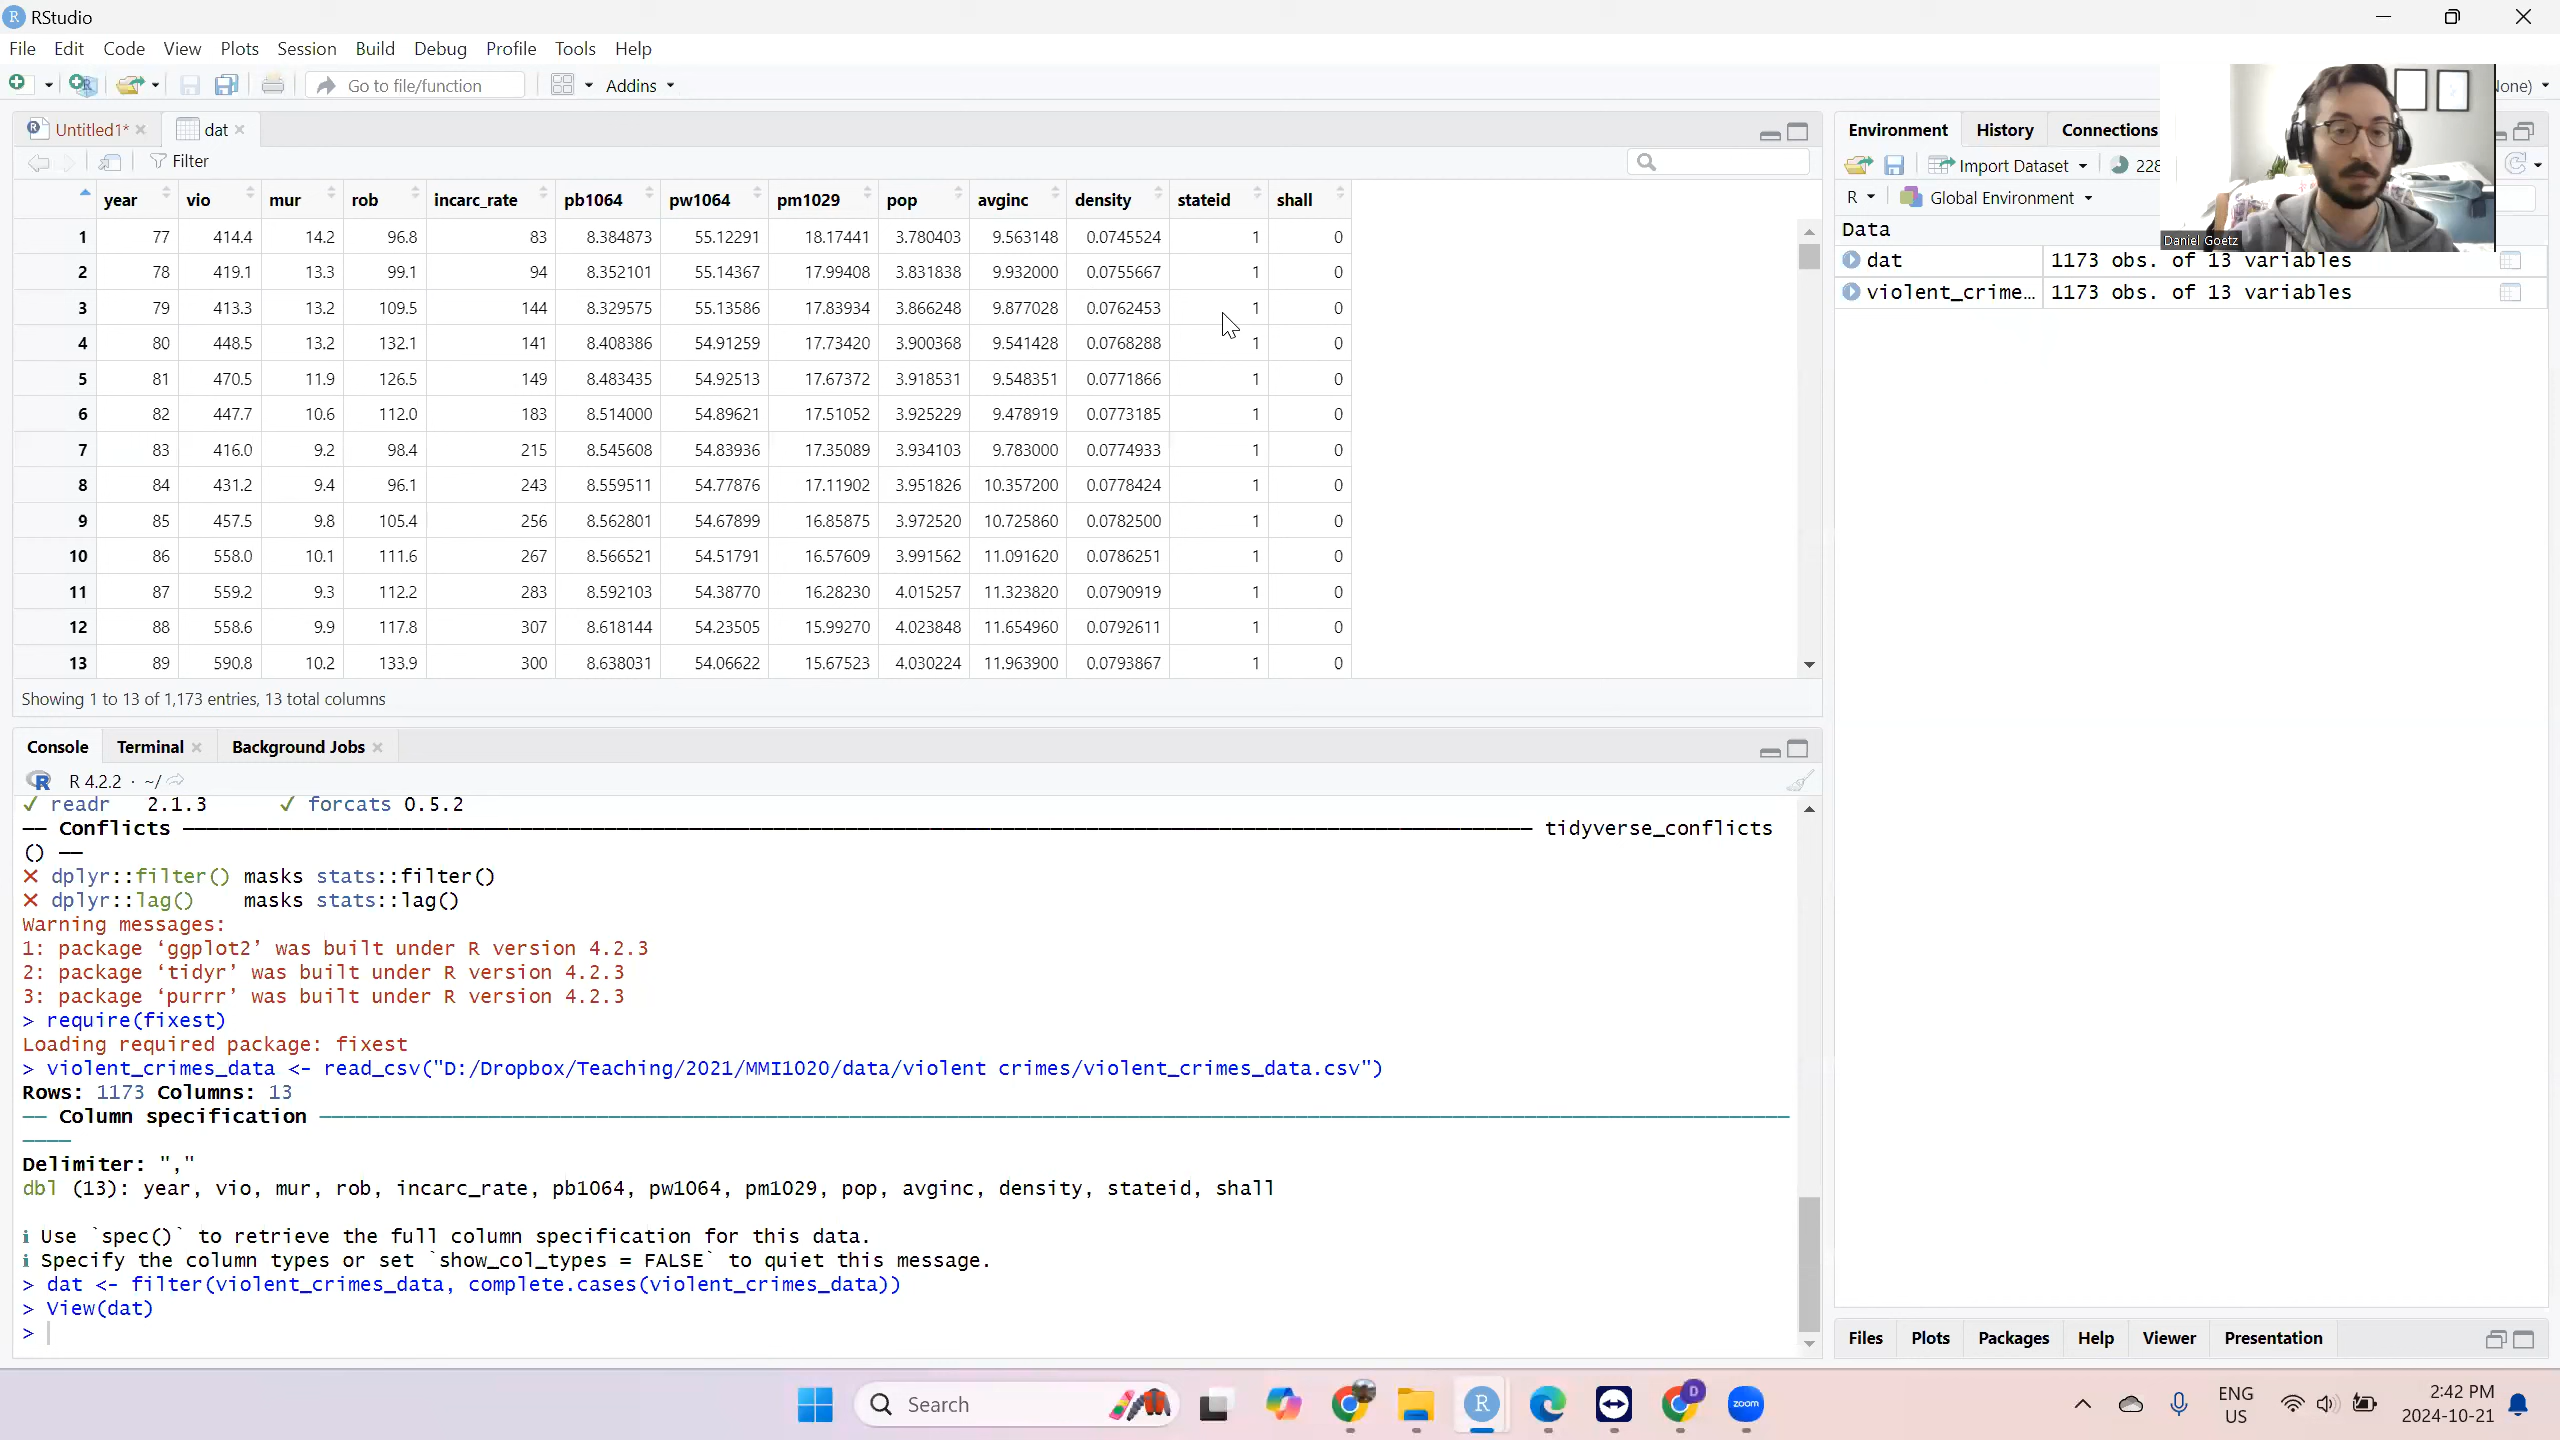 RStudio
File Edit Code View Plots Session Build Debug Profile Tools Help
Go to file/function Addins
Untitled1* dat
Filter
year vio mur rob incarc_rate pb1064 pw1064 pm1029 pop avginc density stateid shall
1 77 414.4 14.2 96.8 83 8.384873 55.12291 18.17441 3.780403 9.563148 0.0745524 1 0
2 78 419.1 13.3 99.1 94 8.352101 55.14367 17.99408 3.831838 9.932000 0.0755667 1 0
3 79 413.3 13.2 109.5 144 8.329575 55.13586 17.83934 3.866248 9.877028 0.0762453 1 0
4 80 448.5 13.2 132.1 141 8.408386 54.91259 17.73420 3.900368 9.541428 0.0768288 1 0
5 81 470.5 11.9 126.5 149 8.483435 54.92513 17.67372 3.918531 9.548351 0.0771866 1 0
6 82 447.7 10.6 112.0 183 8.514000 54.89621 17.51052 3.925229 9.478919 0.0773185 1 0
7 83 416.0 9.2 98.4 215 8.545608 54.83936 17.35089 3.934103 9.783000 0.0774933 1 0
8 84 431.2 9.4 96.1 243 8.559511 54.77876 17.11902 3.951826 10.357200 0.0778424 1 0
9 85 457.5 9.8 105.4 256 8.562801 54.67899 16.85875 3.972520 10.725860 0.0782500 1 0
10 86 558.0 10.1 111.6 267 8.566521 54.51791 16.57609 3.991562 11.091620 0.0786251 1 0
11 87 559.2 9.3 112.2 283 8.592103 54.38770 16.28230 4.015257 11.323820 0.0790919 1 0
12 88 558.6 9.9 117.8 307 8.618144 54.23505 15.99270 4.023848 11.654960 0.0792611 1 0
13 89 590.8 10.2 133.9 300 8.638031 54.06622 15.67523 4.030224 11.963900 0.0793867 1 0
Showing 1 to 13 of 1,173 entries, 13 total columns
Console Terminal Background Jobs
R 4.2.2 · ~/
✓ readr 2.1.3 ✓ forcats 0.5.2
── Conflicts ── tidyverse_conflicts
() ──
✕ dplyr::filter() masks stats::filter()
✕ dplyr::lag() masks stats::lag()
Warning messages:
1: package ‘ggplot2’ was built under R version 4.2.3
2: package ‘tidyr’ was built under R version 4.2.3
3: package ‘purrr’ was built under R version 4.2.3
> require(fixest)
Loading required package: fixest
> violent_crimes_data <- read_csv("D:/Dropbox/Teaching/2021/MMI1020/data/violent crimes/violent_crimes_data.csv")
Rows: 1173 Columns: 13
── Column specification ──
Delimiter: ","
dbl (13): year, vio, mur, rob, incarc_rate, pb1064, pw1064, pm1029, pop, avginc, density, stateid, shall
ℹ Use `spec()` to retrieve the full column specification for this data.
ℹ Specify the column types or set `show_col_types = FALSE` to quiet this message.
> dat <- filter(violent_crimes_data, complete.cases(violent_crimes_data))
> View(dat)
>
one)
Environment History Connections
Import Dataset 228
R Global Environment
Daniel Goetz
Data
dat 1173 obs. of 13 variables
violent_crime… 1173 obs. of 13 variables
Files Plots Packages Help Viewer Presentation
Search
R
D
zoom
ENG
US
2:42 PM
2024-10-21